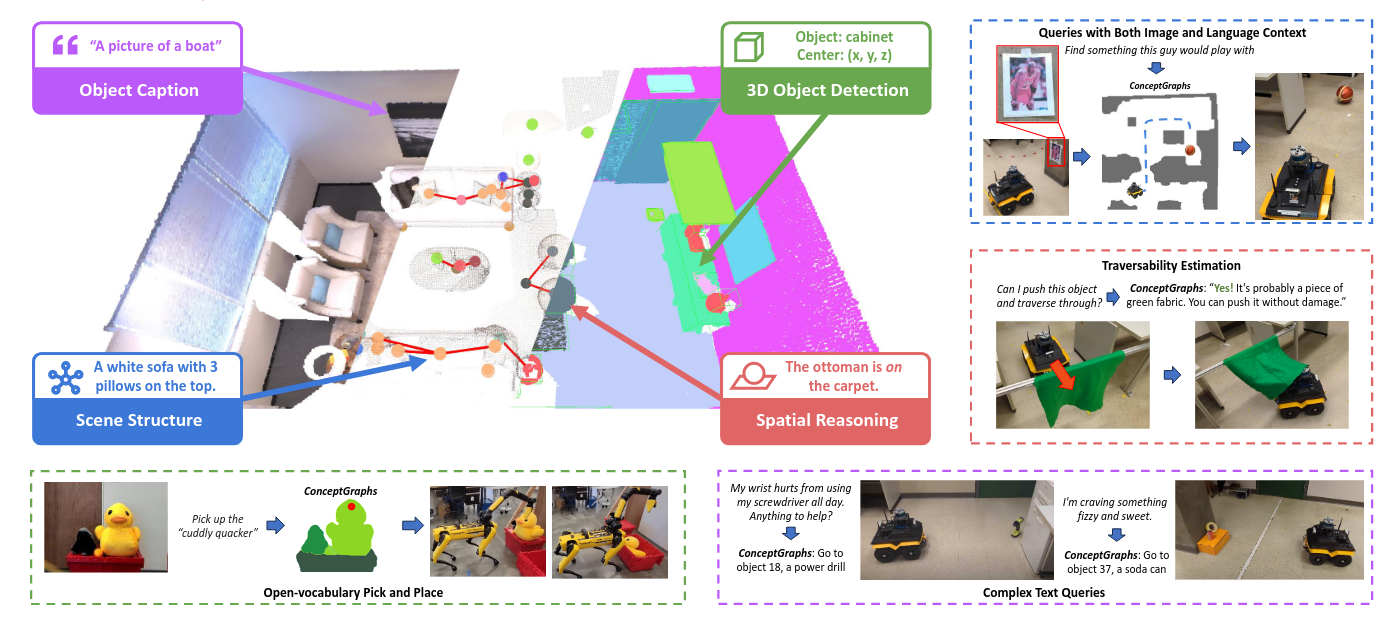 “A picture of a boat”
Object Caption
Object: cabinet
Center: (x, y, z)
3D Object Detection
A white sofa with 3
pillows on the top.
Scene Structure
The ottoman is on
the carpet.
Spatial Reasoning
Queries with Both Image and Language Context
Find something this guy would play with
ConceptGraphs
Traversability Estimation
Can I push this object
and traverse through?
ConceptGraphs: “Yes! It's probably a piece of
green fabric. You can push it without damage.”
Pick up the
“cuddly quacker”
ConceptGraphs
Open-vocabulary Pick and Place
My wrist hurts from using
my screwdriver all day.
Anything to help?
ConceptGraphs: Go to
object 18, a power drill
I'm craving something
fizzy and sweet.
ConceptGraphs: Go to
object 37, a soda can
Complex Text Queries